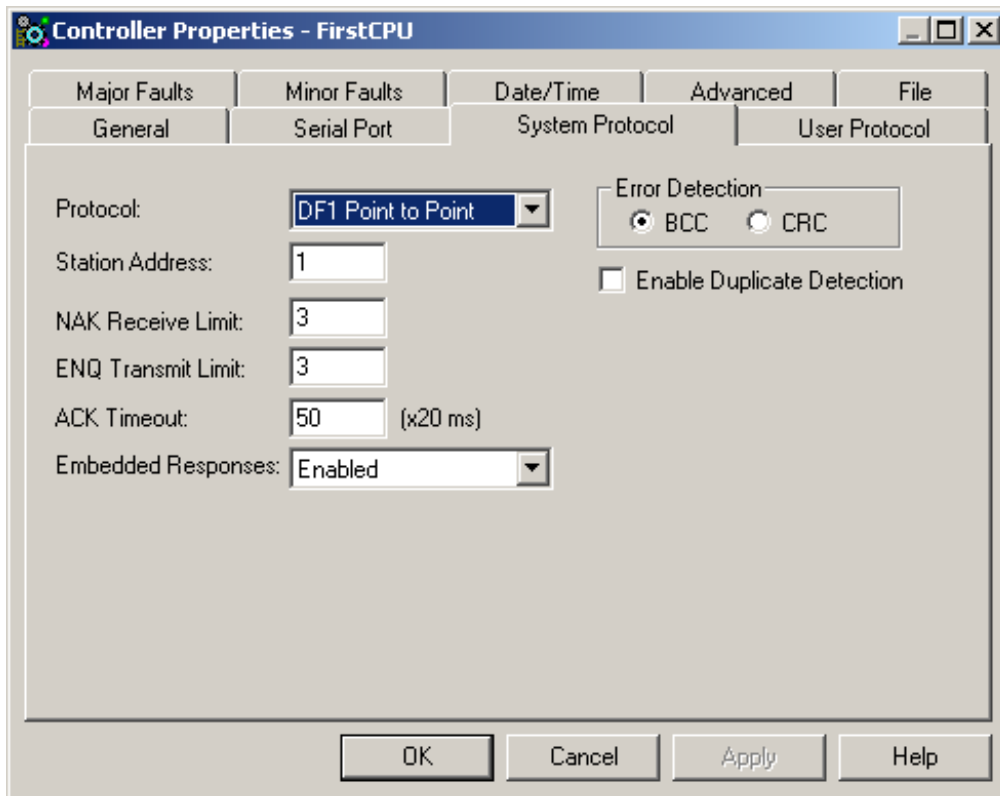 Controller Properties - FirstCPU
Major Faults Minor Faults Date/Time Advanced File
General Serial Port System Protocol User Protocol
Protocol: DF1 Point to Point
Error Detection
BCC CRC
Station Address: 1
Enable Duplicate Detection
NAK Receive Limit: 3
ENQ Transmit Limit: 3
ACK Timeout: 50 (x20 ms)
Embedded Responses: Enabled
OK Cancel Apply Help